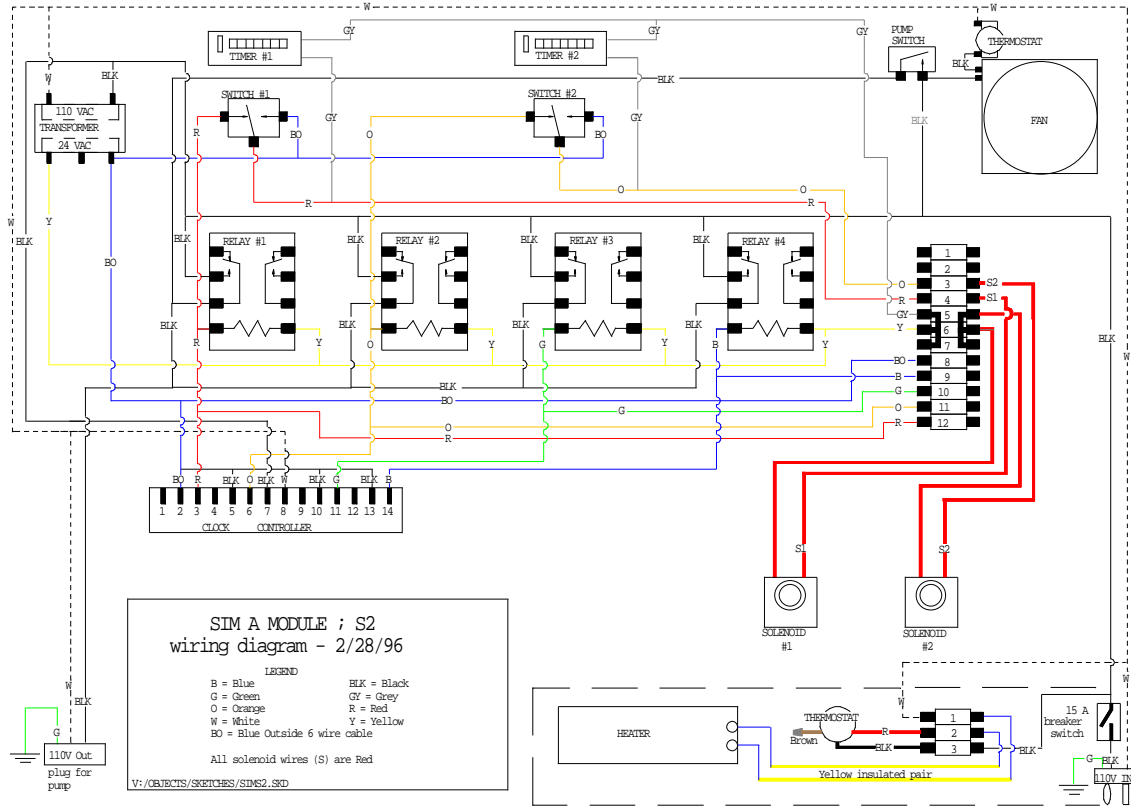 W
W
GY
GY
GY
TIMER #1
TIMER #2
PUMP
SWITCH
THERMOSTAT
BLK
FAN
W
BLK
BLK
110 VAC
TRANSFORMER
24 VAC
SWITCH #1
SWITCH #2
R
BO
GY
O
BO
GY
BLK
W
Y
BLK
BO
R
O
O
R
BLK
RELAY #1
BLK
RELAY #2
BLK
RELAY #3
BLK
RELAY #4
BLK
BLK
BLK
BLK
R
Y
O
Y
G
Y
B
Y
1
2
O 3 S2
R 4 S1
GY 5
Y 6
7
BO 8
B 9
G 10
O 11
R 12
BLK
W
BLK
BO
G
O
R
BO R BLK O BLK W BLK G BLK B
1 2 3 4 5 6 7 8 9 10 11 12 13 14
CLOCK CONTROLLER
S1
S2
SOLENOID
#1
SOLENOID
#2
SIM A MODULE ; S2
wiring diagram - 2/28/96
LEGEND
B = Blue BLK = Black
G = Green GY = Grey
O = Orange R = Red
W = White Y = Yellow
BO = Blue Outside 6 wire cable
All solenoid wires (S) are Red
V:/OBJECTS/SKETCHES/SIMS2.SKD
W
BLK
G
110V Out
plug for
pump
HEATER
THERMOSTAT
Brown
R
BLK
W
1
2
3
BLK
Yellow insulated pair
W
15 A
breaker
switch
G
BLK
110V IN